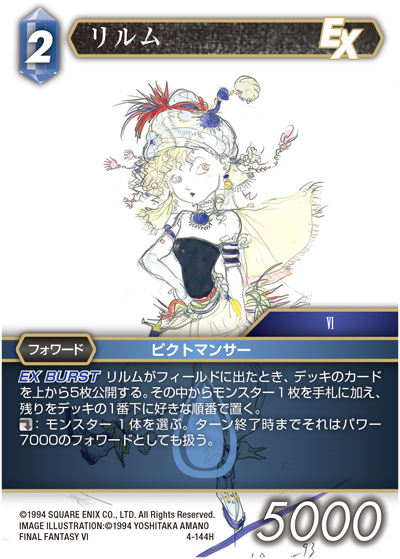 2
リルム
EX
VI
フォワード
ピクトマンサー
EX BURST リルムがフィールドに出たとき、デッキのカード
を上から5枚公開する。その中からモンスター1枚を手札に加え、
残りをデッキの1番下に好きな順番で置く。
：モンスター1体を選ぶ。ターン終了時までそれはパワー
7000のフォワードとしても扱う。
©1994 SQUARE ENIX CO., LTD. All Rights Reserved.
IMAGE ILLUSTRATION:©1994 YOSHITAKA AMANO
FINAL FANTASY VI
4-144H
5000